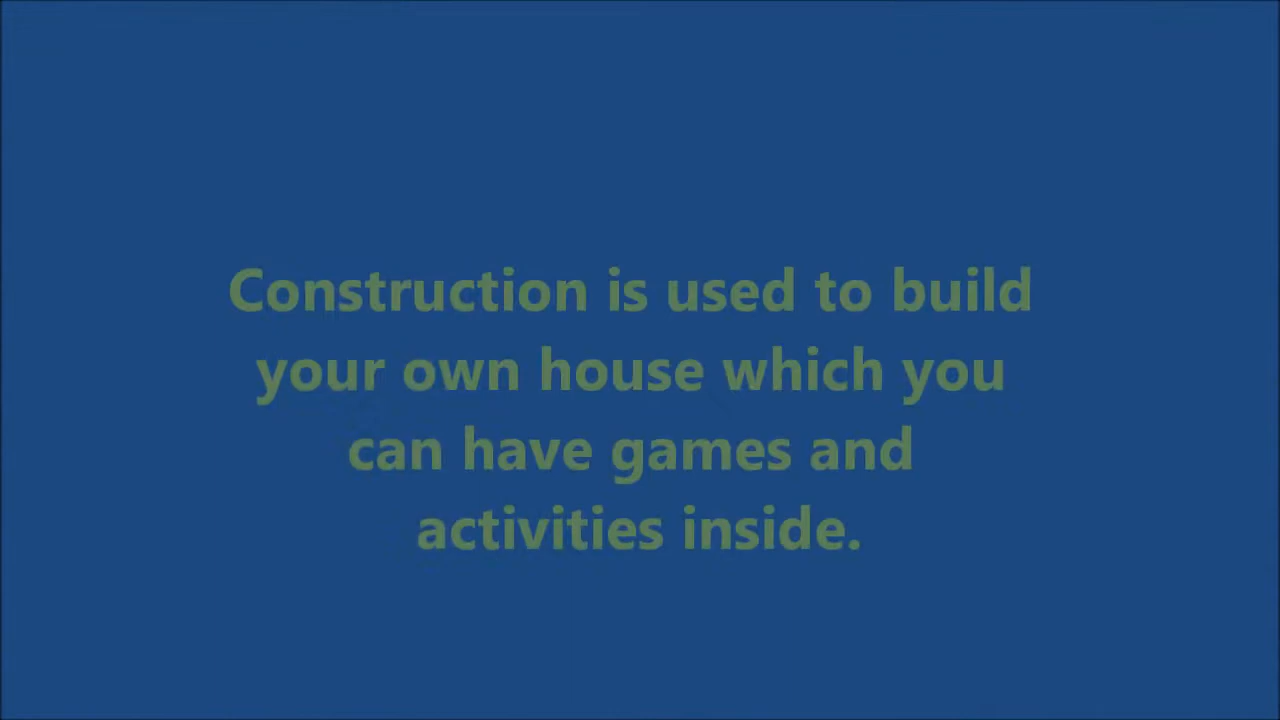 Construction is used to build
your own house which you
can have games and
activities inside.